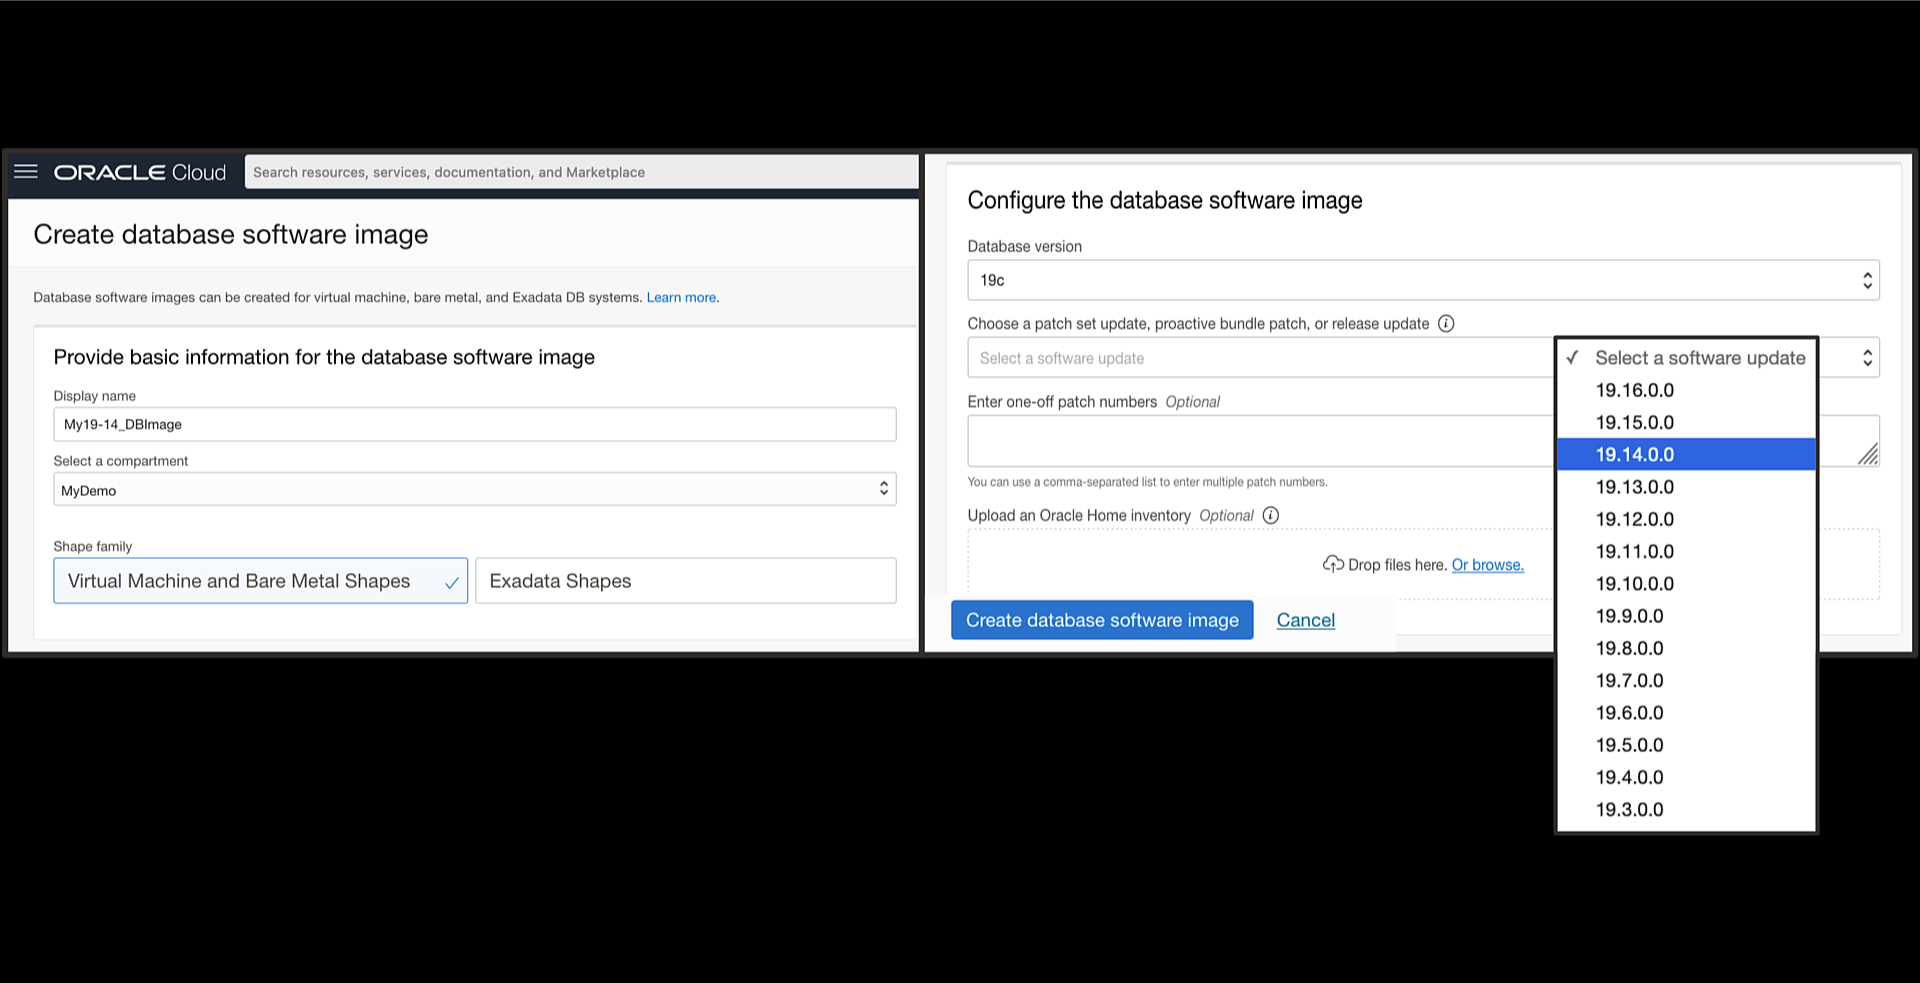 ORACLE Cloud
Search resources, services, documentation, and Marketplace
Create database software image
Database software images can be created for virtual machine, bare metal, and Exadata DB systems. Learn more.
Provide basic information for the database software image
Display name
My19-14_DBImage
Select a compartment
MyDemo
Shape family
Virtual Machine and Bare Metal Shapes
Exadata Shapes
Configure the database software image
Database version
19c
Choose a patch set update, proactive bundle patch, or release update
Select a software update
Enter one-off patch numbers Optional
You can use a comma-separated list to enter multiple patch numbers.
Upload an Oracle Home inventory Optional
Drop files here. Or browse.
Create database software image
Cancel
✓ Select a software update
19.16.0.0
19.15.0.0
19.14.0.0
19.13.0.0
19.12.0.0
19.11.0.0
19.10.0.0
19.9.0.0
19.8.0.0
19.7.0.0
19.6.0.0
19.5.0.0
19.4.0.0
19.3.0.0